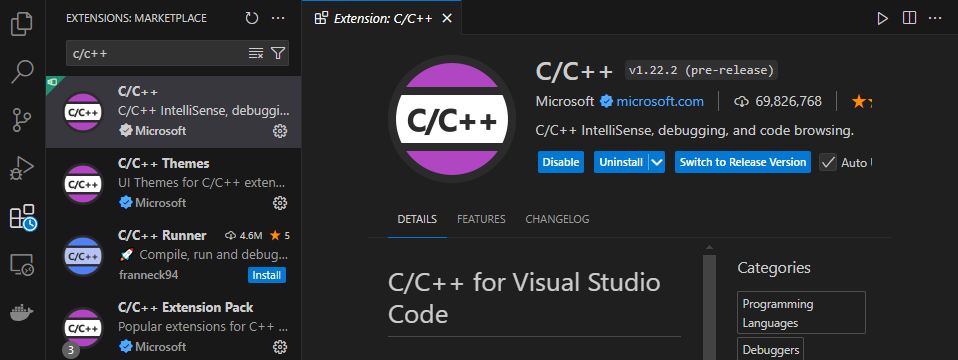 EXTENSIONS: MARKETPLACE
c/c++
C/C++
C/C++ IntelliSense, debuggi...
Microsoft
C/C++
C/C++ Themes
UI Themes for C/C++ exten...
Microsoft
C/C++
C/C++ Runner 4.6M 5
🚀 Compile, run and debug...
franneck94 Install
C/C++
C/C++ Extension Pack
Popular extensions for C++ ...
Microsoft
C/C++
3
Extension: C/C++
C/C++
C/C++ v1.22.2 (pre-release)
Microsoft microsoft.com 69,826,768
C/C++ IntelliSense, debugging, and code browsing.
Disable Uninstall Switch to Release Version Auto
DETAILS FEATURES CHANGELOG
C/C++ for Visual Studio
Code
Categories
Programming
Languages
Debuggers